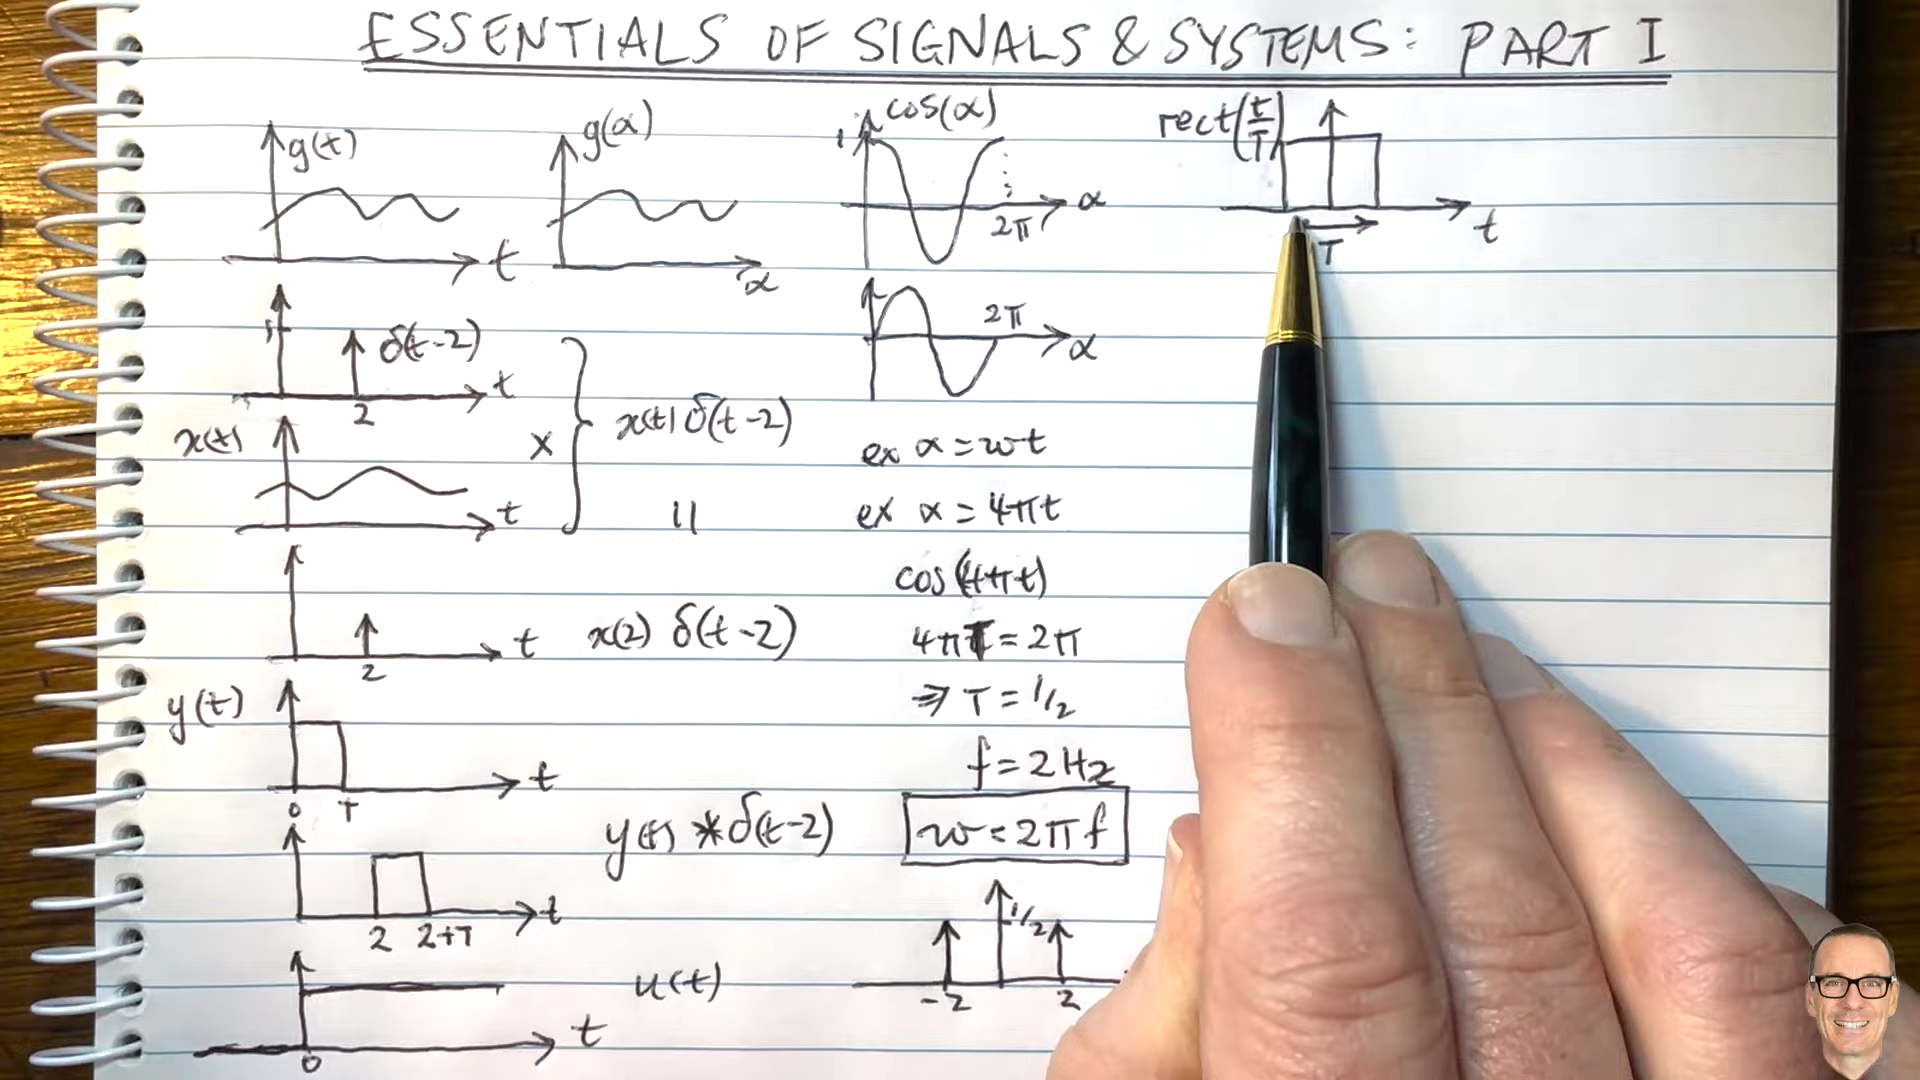 ESSENTIALS OF SIGNALS & SYSTEMS: PART I
g(t)
t
g(α)
α
cos(α)
1
2π
α
rect(t/T)
T
t
1
δ(t-2)
2
t
x(t)
t
×
x(t) δ(t-2)
=
2
t
x(2) δ(t-2)
y(t)
0
T
t
2
2+T
t
y(t) * δ(t-2)
u(t)
0
t
2π
α
ex α = ωt
ex α = 4πt
cos(4πt)
4πT = 2π
⇒ T = 1/2
f = 2 Hz
ω = 2πf
1/2
-2
2